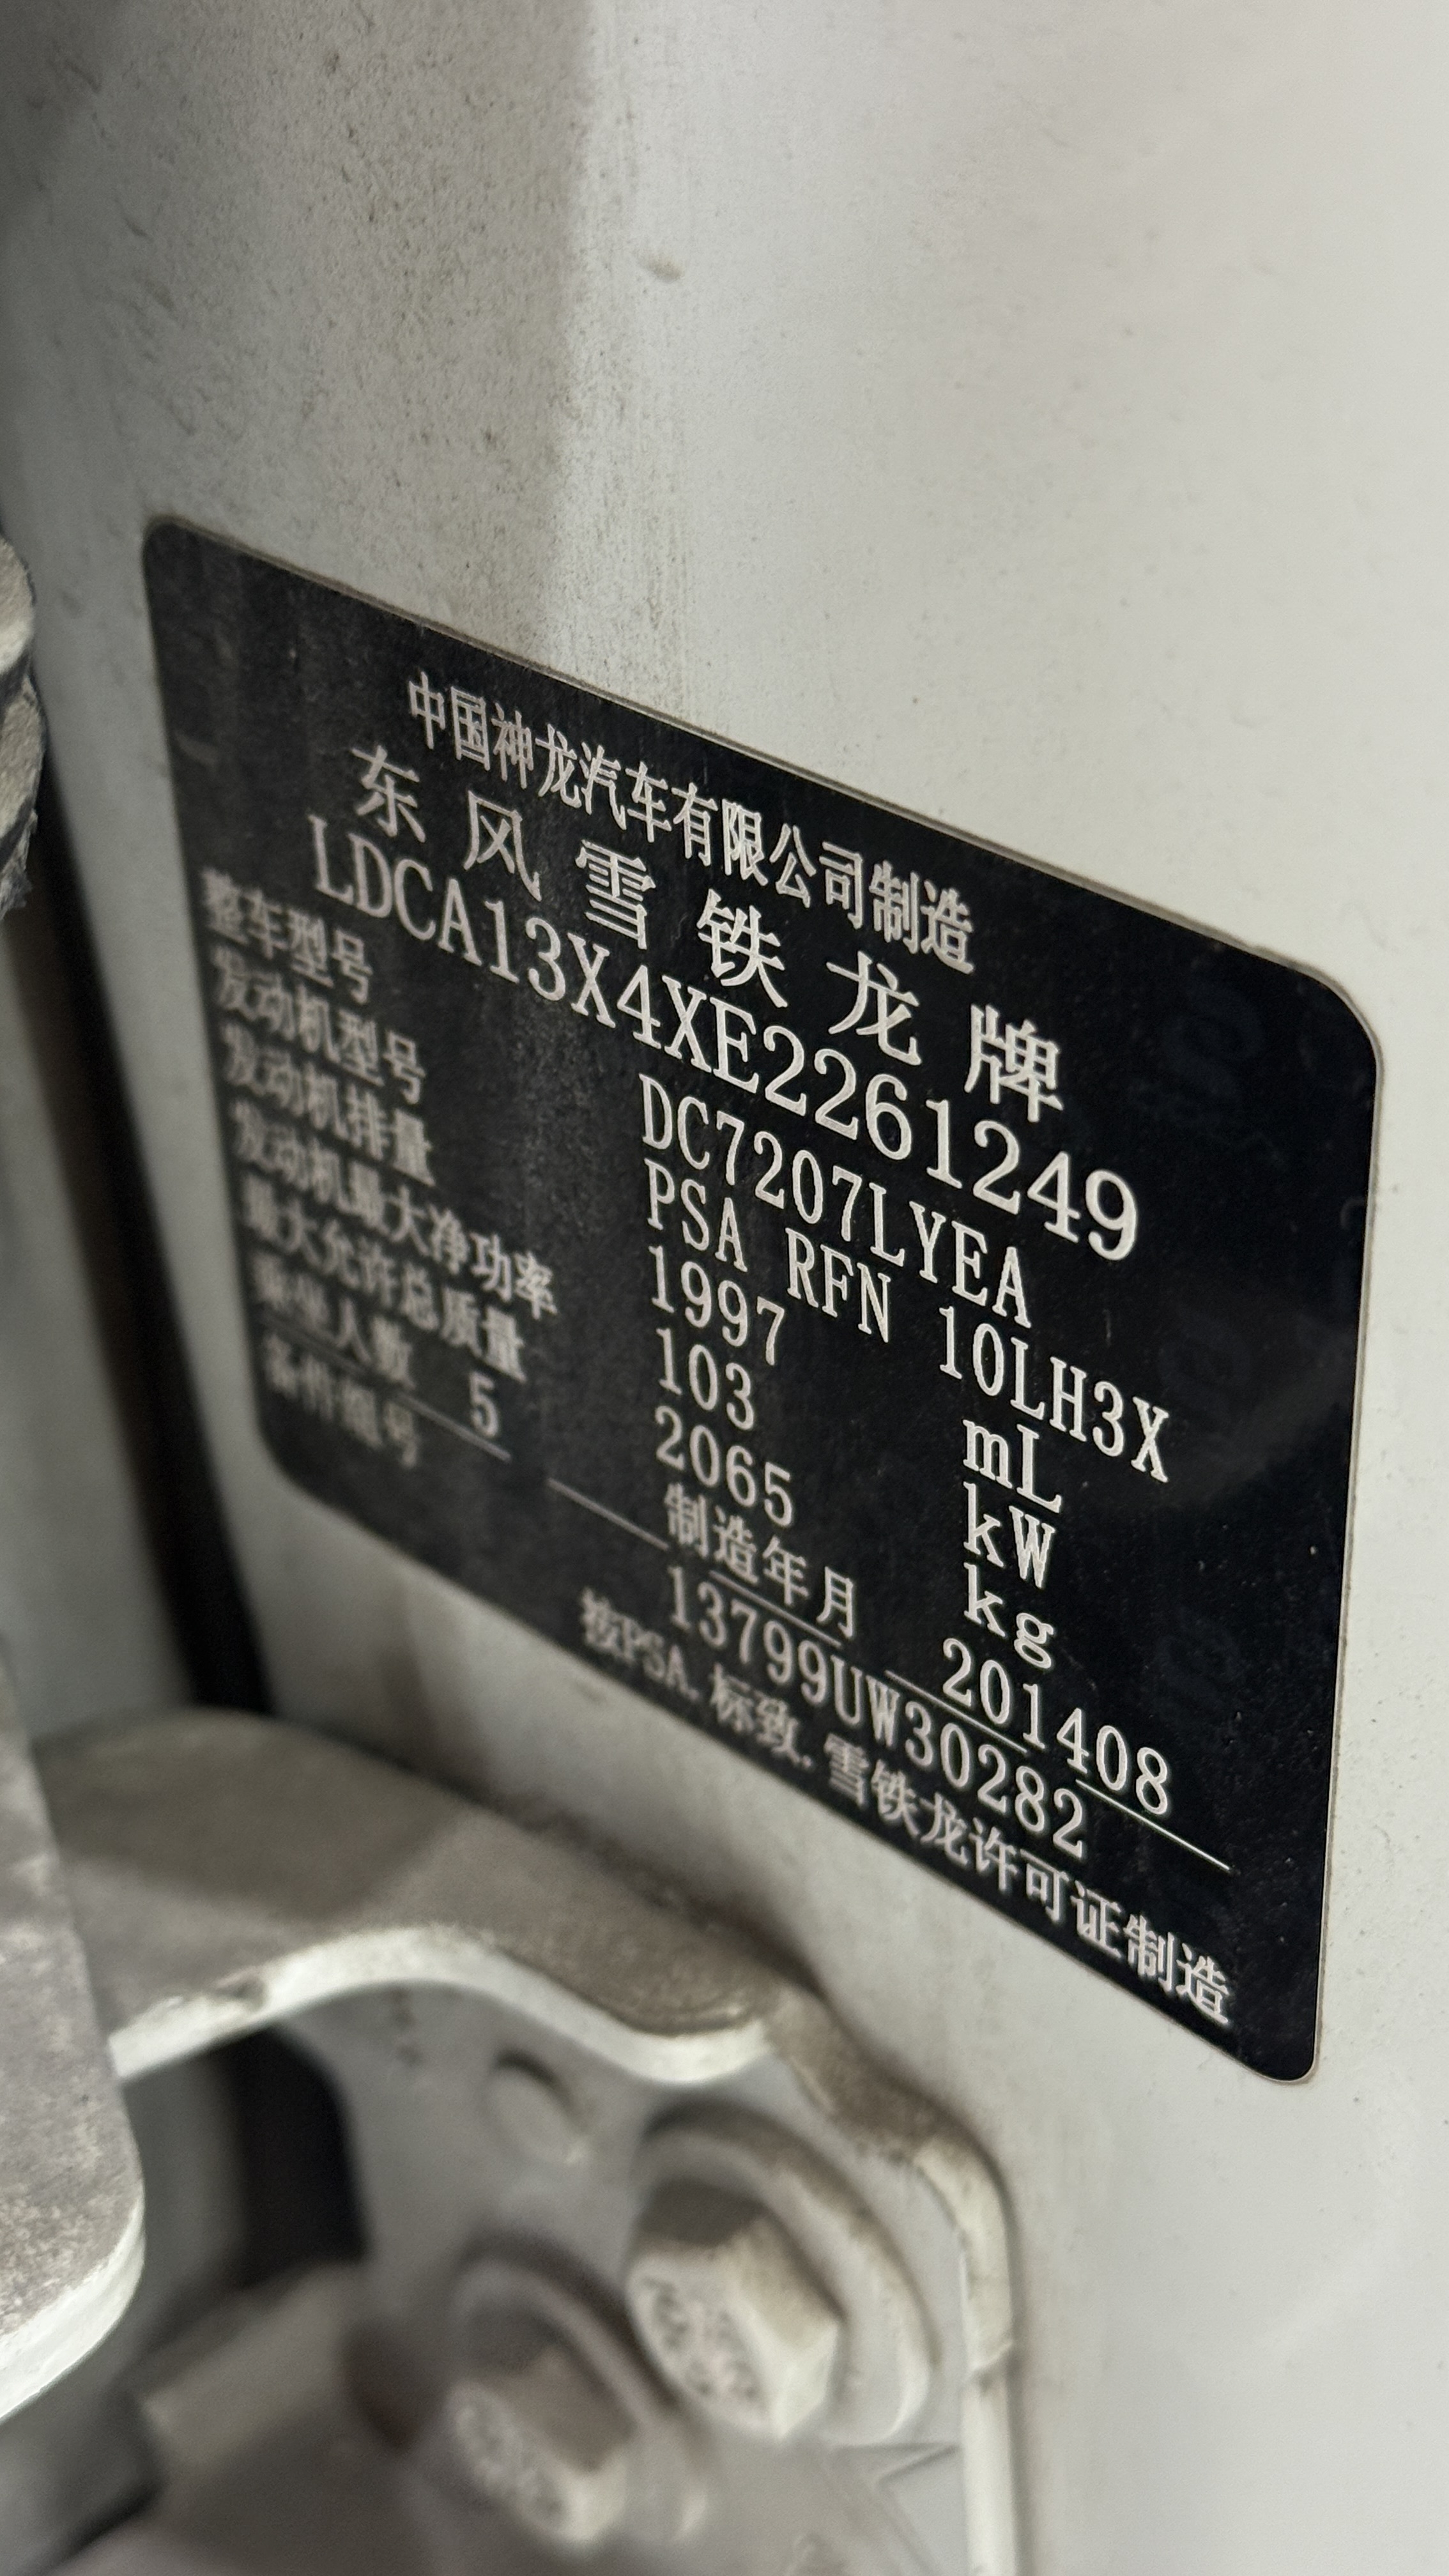 中国神龙汽车有限公司制造
东风雪铁龙牌
LDCA13X4XE2261249
整车型号 DC7207LYEA
发动机型号 PSA RFN 10LH3X
发动机排量 1997 mL
发动机最大净功率 103 kW
最大允许总质量 2065 kg
乘坐人数 5 制造年月 201408
备件组号 13799UW30282
按PSA.标致.雪铁龙许可证制造